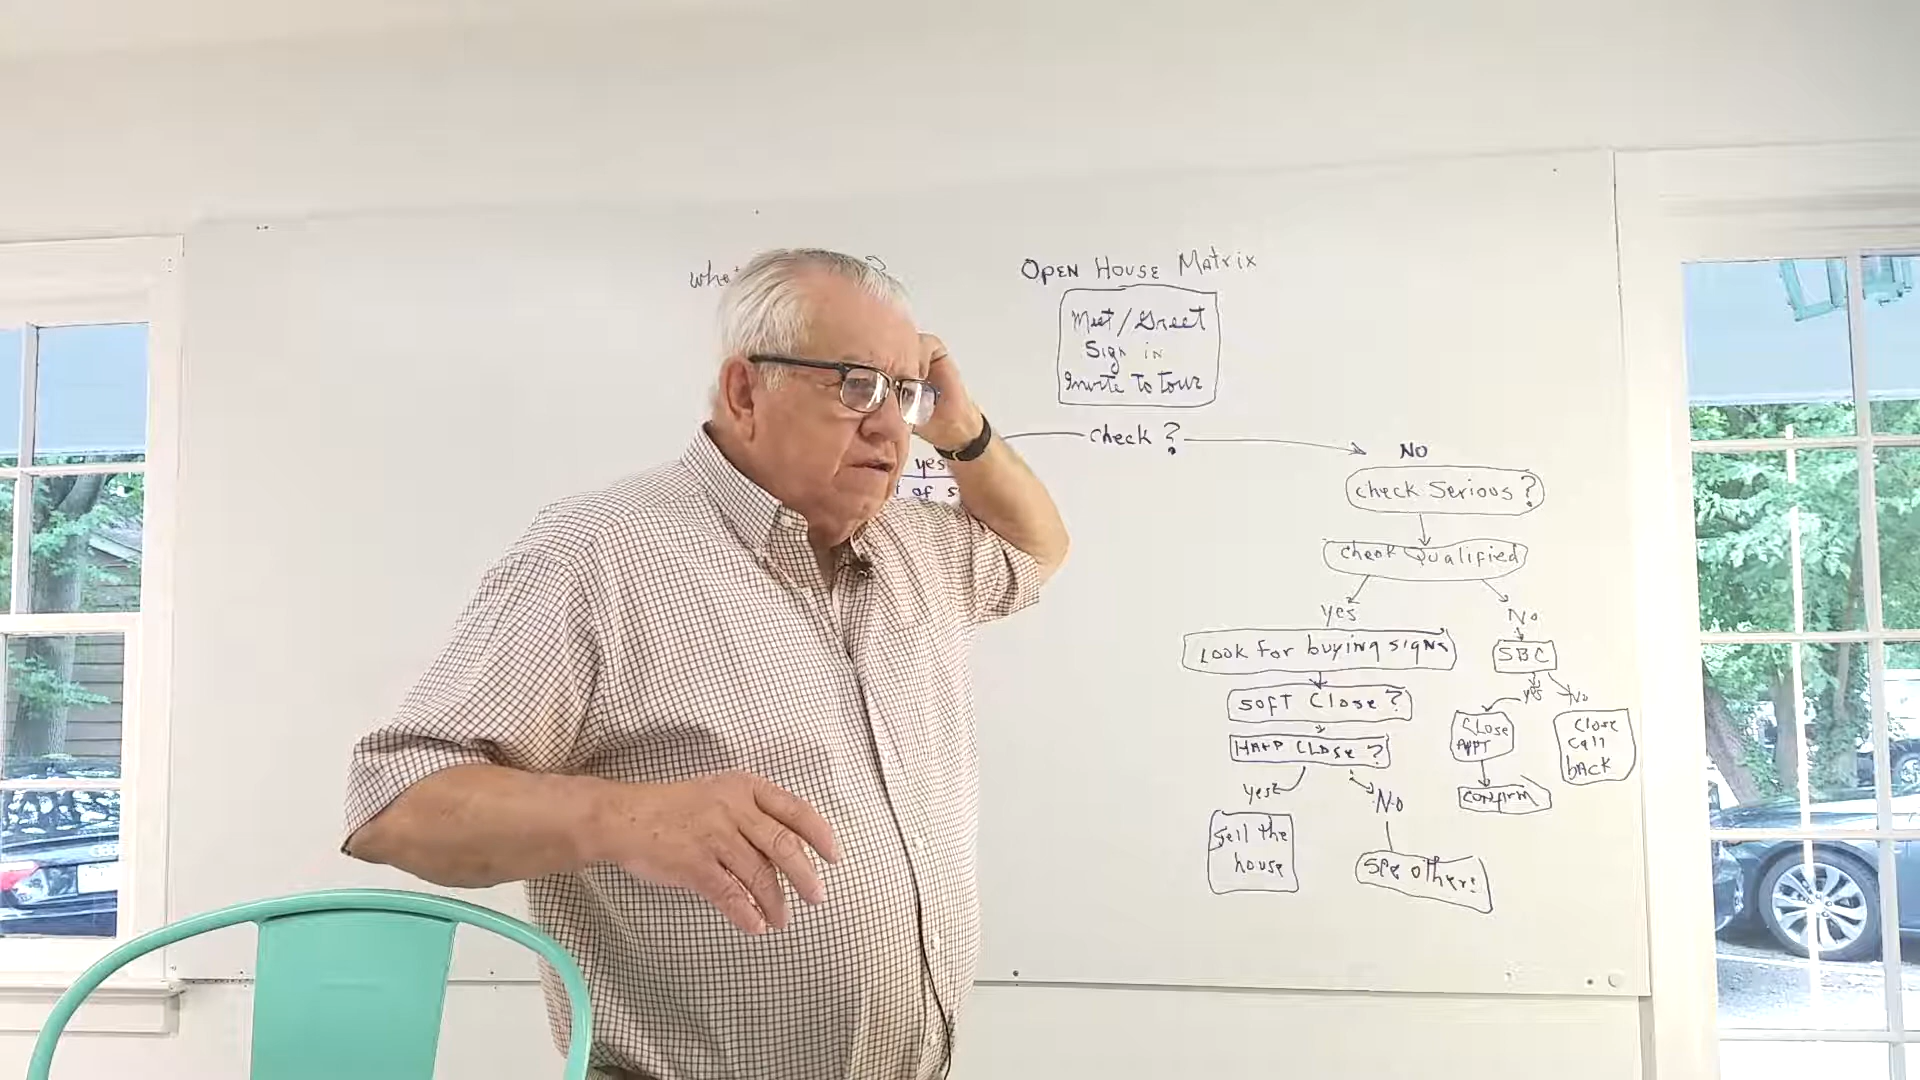 OPEN HOUSE Matrix
Meet/Greet
Sign in
Invite to tour
check ?
yes
of s
NO
check Serious?
check Qualified
yes
No
Look for buying signs
SBC
yes
No
SOFT Close?
HARD CLOSE?
CLose
APPT
Close
Call
bACK
yes
No
CONFIRM
Sell the
house
See other!